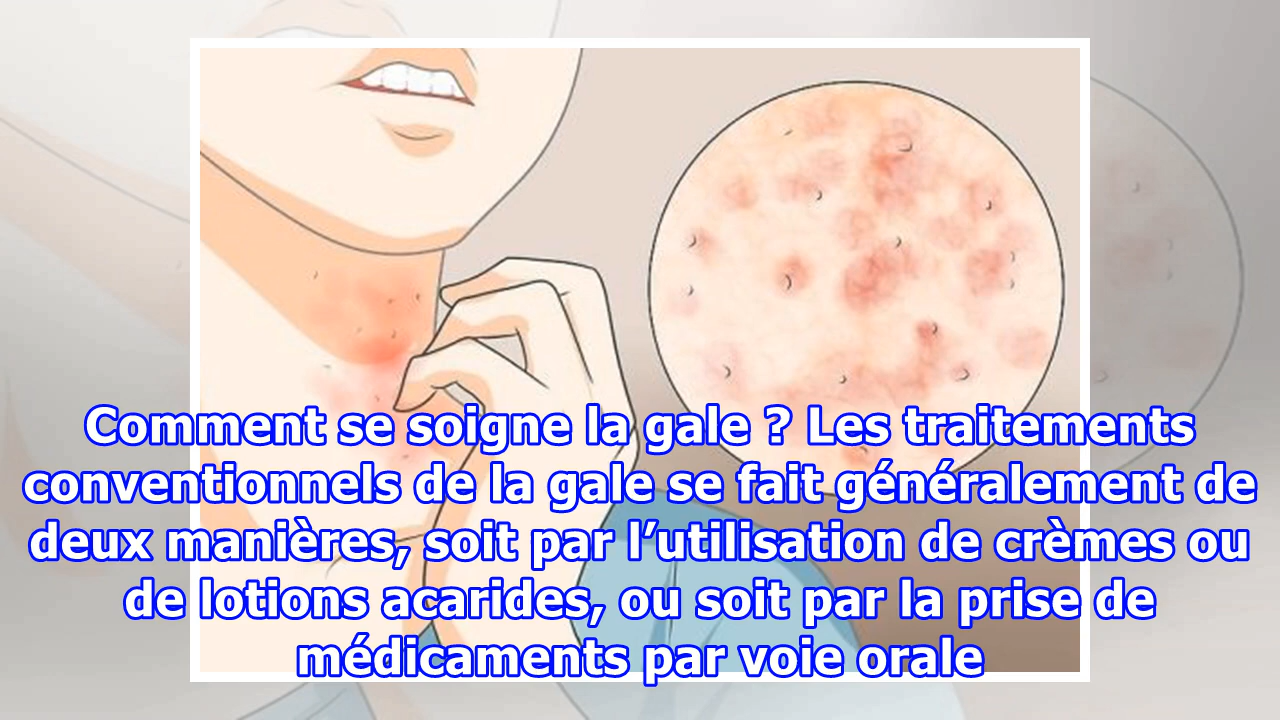 Comment se soigne la gale ? Les traitements
conventionnels de la gale se fait généralement de
deux manières, soit par l’utilisation de crèmes ou
de lotions acarides, ou soit par la prise de
médicaments par voie orale